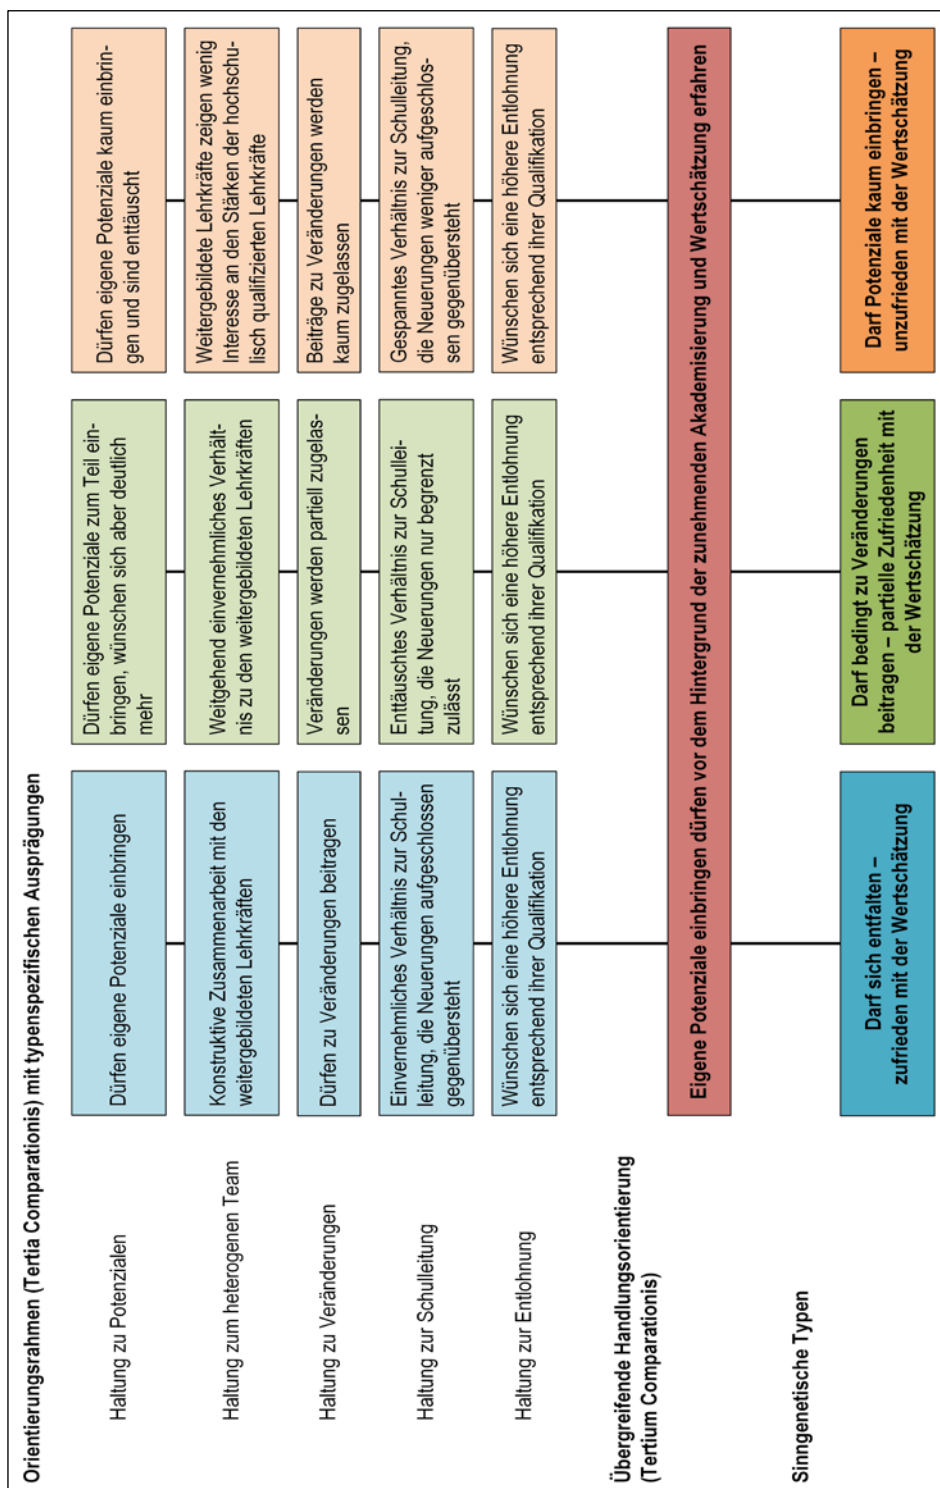 Orientierungsrahmen (Tertia Comparationis) mit typenspezifischen Ausprägungen
Haltung zu Potenzialen
Dürfen eigene Potenziale einbringen
Dürfen eigene Potenziale zum Teil ein-
bringen, wünschen sich aber deutlich
mehr
Dürfen eigene Potenziale kaum einbrin-
gen und sind enttäuscht
Haltung zum heterogenen Team
Konstruktive Zusammenarbeit mit den
weitergebildeten Lehrkräften
Weitgehend einvernehmliches Verhält-
nis zu den weitergebildeten Lehrkräften
Weitergebildete Lehrkräfte zeigen wenig
Interesse an den Stärken der hochschu-
lisch qualifizierten Lehrkräfte
Haltung zu Veränderungen
Dürfen zu Veränderungen beitragen
Veränderungen werden partiell zugelas-
sen
Beiträge zu Veränderungen werden
kaum zugelassen
Haltung zur Schulleitung
Einvernehmliches Verhältnis zur Schul-
leitung, die Neuerungen aufgeschlossen
gegenübersteht
Enttäuschtes Verhältnis zur Schullei-
tung, die Neuerungen nur begrenzt
zulässt
Gespanntes Verhältnis zur Schulleitung,
die Neuerungen weniger aufgeschlos-
sen gegenübersteht
Haltung zur Entlohnung
Wünschen sich eine höhere Entlohnung
entsprechend ihrer Qualifikation
Wünschen sich eine höhere Entlohnung
entsprechend ihrer Qualifikation
Wünschen sich eine höhere Entlohnung
entsprechend ihrer Qualifikation
Übergreifende Handlungsorientierung
(Tertium Comparationis)
Eigene Potenziale einbringen dürfen vor dem Hintergrund der zunehmenden Akademisierung und Wertschätzung erfahren
Sinngenetische Typen
Darf sich entfalten –
zufrieden mit der Wertschätzung
Darf bedingt zu Veränderungen
beitragen – partielle Zufriedenheit mit
der Wertschätzung
Darf Potenziale kaum einbringen –
unzufrieden mit der Wertschätzung